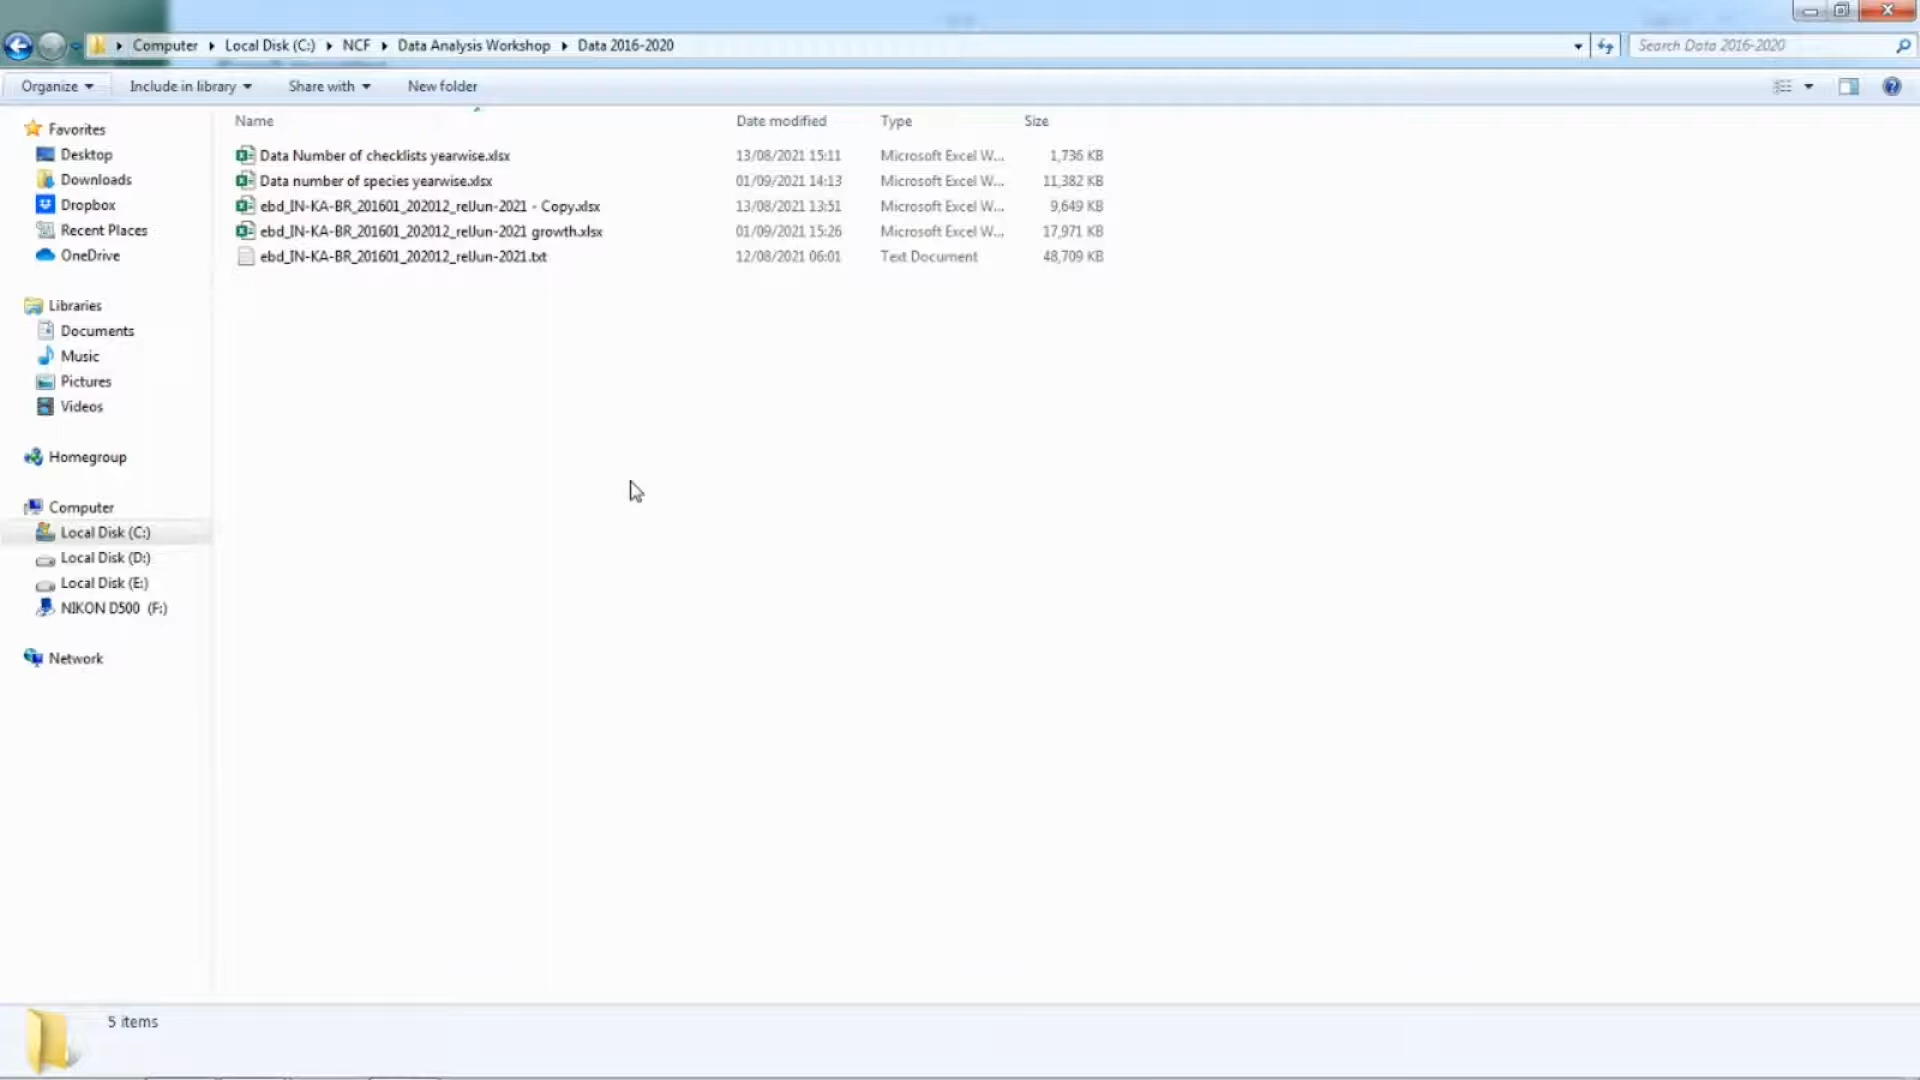 Computer Local Disk (C:) NCF Data Analysis Workshop Data 2016-2020 Search Data 2016-2020
Organize Include in library Share with New folder
Name Date modified Type Size
Data Number of checklists yearwise.xlsx 13/08/2021 15:11 Microsoft Excel W... 1,736 KB
Data number of species yearwise.xlsx 01/09/2021 14:13 Microsoft Excel W... 11,382 KB
ebd_IN-KA-BR_201601_202012_relJun-2021 - Copy.xlsx 13/08/2021 13:51 Microsoft Excel W... 9,649 KB
ebd_IN-KA-BR_201601_202012_relJun-2021 growth.xlsx 01/09/2021 15:26 Microsoft Excel W... 17,971 KB
ebd_IN-KA-BR_201601_202012_relJun-2021.txt 12/08/2021 06:01 Text Document 48,709 KB
Favorites
Desktop
Downloads
Dropbox
Recent Places
OneDrive
Libraries
Documents
Music
Pictures
Videos
Homegroup
Computer
Local Disk (C:)
Local Disk (D:)
Local Disk (E:)
NIKON D500 (F:)
Network
5 items